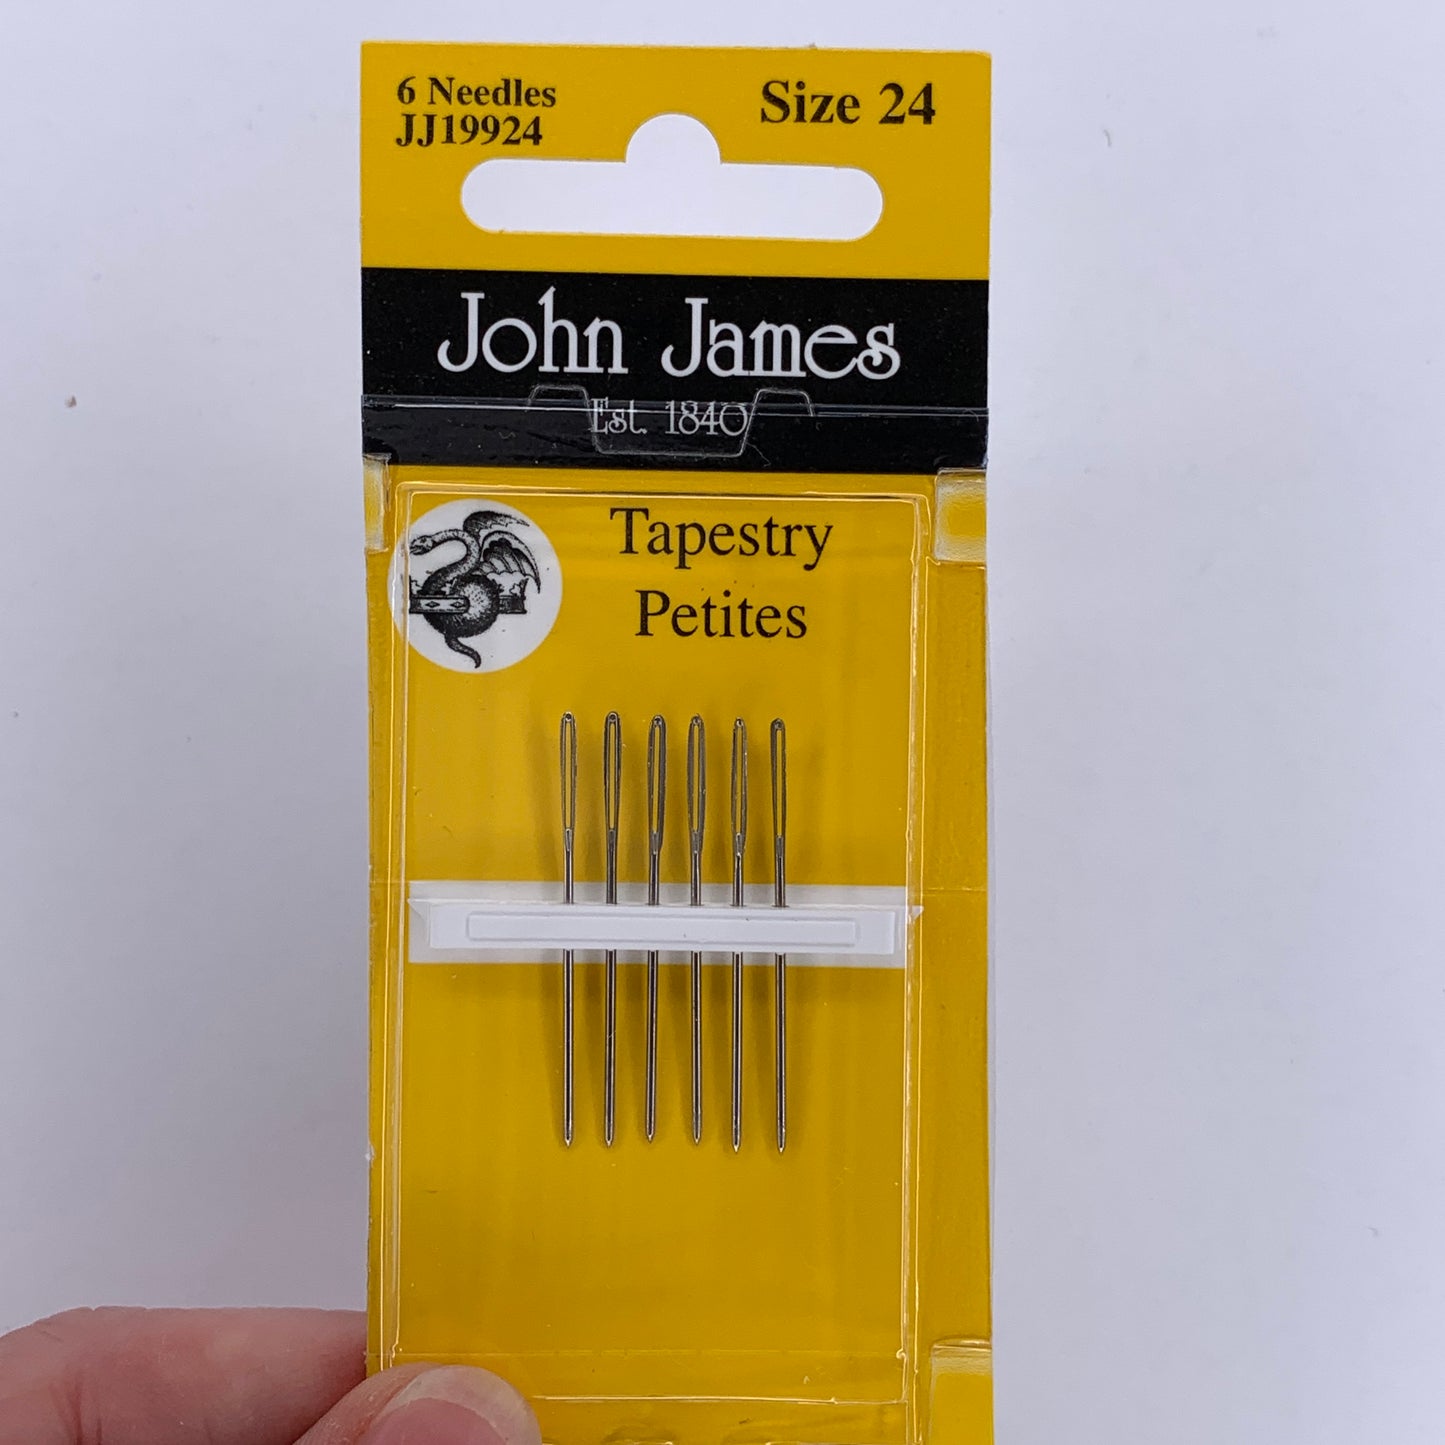 6 Needles
JJ19924
Size 24
John James
Est. 1840
Tapestry
Petites